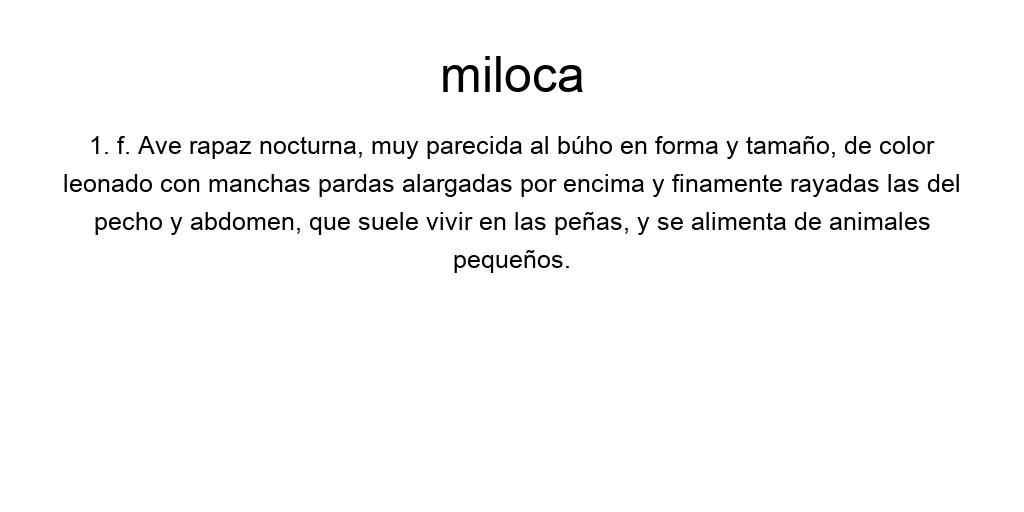 miloca
1. f. Ave rapaz nocturna, muy parecida al búho en forma y tamaño, de color
leonado con manchas pardas alargadas por encima y finamente rayadas las del
pecho y abdomen, que suele vivir en las peñas, y se alimenta de animales
pequeños.